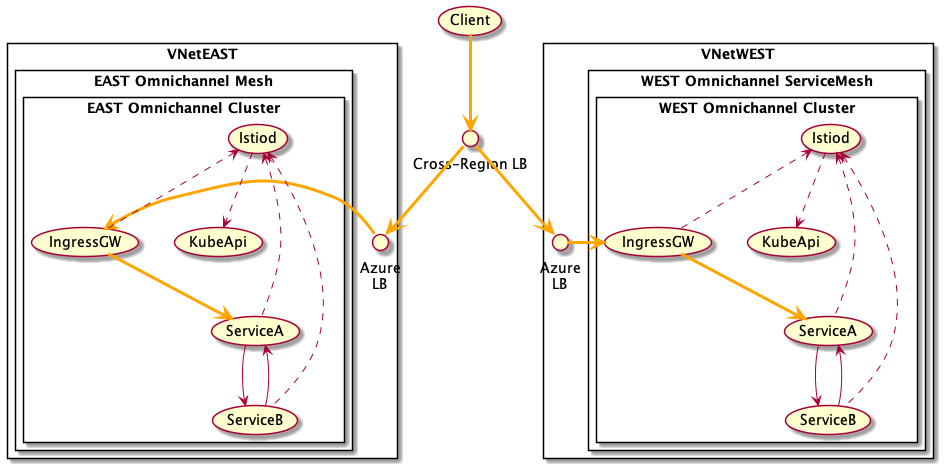 Client
VNetEAST
VNetWEST
EAST Omnichannel Mesh
WEST Omnichannel ServiceMesh
EAST Omnichannel Cluster
WEST Omnichannel Cluster
Istiod
Istiod
Cross-Region LB
IngressGW
KubeApi
IngressGW
KubeApi
Azure
LB
Azure
LB
ServiceA
ServiceA
ServiceB
ServiceB